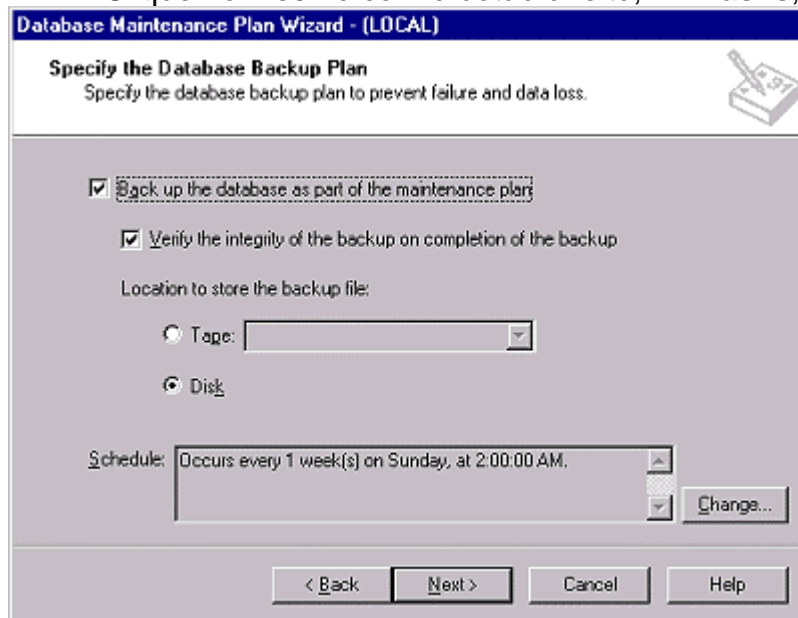 Database Maintenance Plan Wizard - (LOCAL)
Specify the Database Backup Plan
Specify the database backup plan to prevent failure and data loss.
Back up the database as part of the maintenance plan
Verify the integrity of the backup on completion of the backup
Location to store the backup file:
Tape:
Disk
Schedule: Occurs every 1 week(s) on Sunday, at 2:00:00 AM.
Change...
< Back Next > Cancel Help